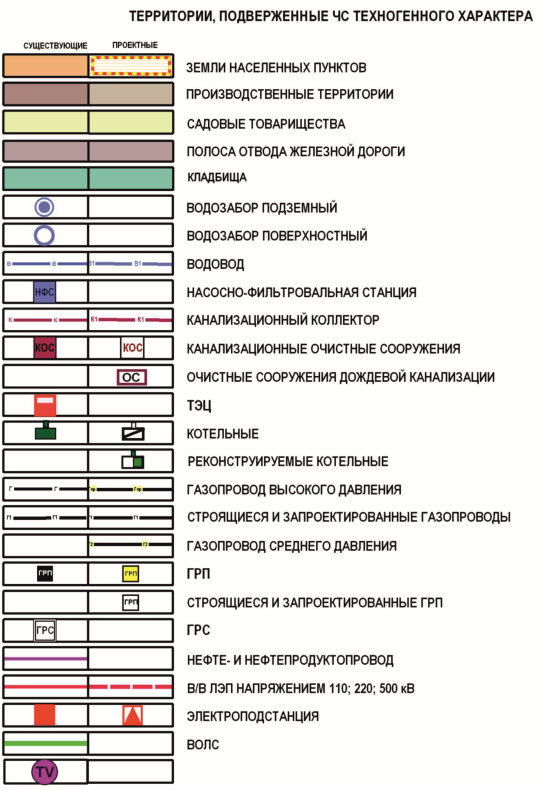 ТЕРРИТОРИИ, ПОДВЕРЖЕННЫЕ ЧС ТЕХНОГЕННОГО ХАРАКТЕРА
СУЩЕСТВУЮЩИЕ ПРОЕКТНЫЕ
ЗЕМЛИ НАСЕЛЕННЫХ ПУНКТОВ
ПРОИЗВОДСТВЕННЫЕ ТЕРРИТОРИИ
САДОВЫЕ ТОВАРИЩЕСТВА
ПОЛОСА ОТВОДА ЖЕЛЕЗНОЙ ДОРОГИ
КЛАДБИЩА
ВОДОЗАБОР ПОДЗЕМНЫЙ
ВОДОЗАБОР ПОВЕРХНОСТНЫЙ
В В В1 В1 ВОДОВОД
НФС НАСОСНО-ФИЛЬТРОВАЛЬНАЯ СТАНЦИЯ
К К К1 К1 КАНАЛИЗАЦИОННЫЙ КОЛЛЕКТОР
КОС КОС КАНАЛИЗАЦИОННЫЕ ОЧИСТНЫЕ СООРУЖЕНИЯ
ОС ОЧИСТНЫЕ СООРУЖЕНИЯ ДОЖДЕВОЙ КАНАЛИЗАЦИИ
ТЭЦ
КОТЕЛЬНЫЕ
РЕКОНСТРУИРУЕМЫЕ КОТЕЛЬНЫЕ
Г Г ГАЗОПРОВОД ВЫСОКОГО ДАВЛЕНИЯ
Г1 Г1 Г1 Г1 СТРОЯЩИЕСЯ И ЗАПРОЕКТИРОВАННЫЕ ГАЗОПРОВОДЫ
ГАЗОПРОВОД СРЕДНЕГО ДАВЛЕНИЯ
ГРП ГРП ГРП
ГРП СТРОЯЩИЕСЯ И ЗАПРОЕКТИРОВАННЫЕ ГРП
ГРС ГРС
НЕФТЕ- И НЕФТЕПРОДУКТОПРОВОД
В/В ЛЭП НАПРЯЖЕНИЕМ 110; 220; 500 кВ
ЭЛЕКТРОПОДСТАНЦИЯ
ВОЛС
TV